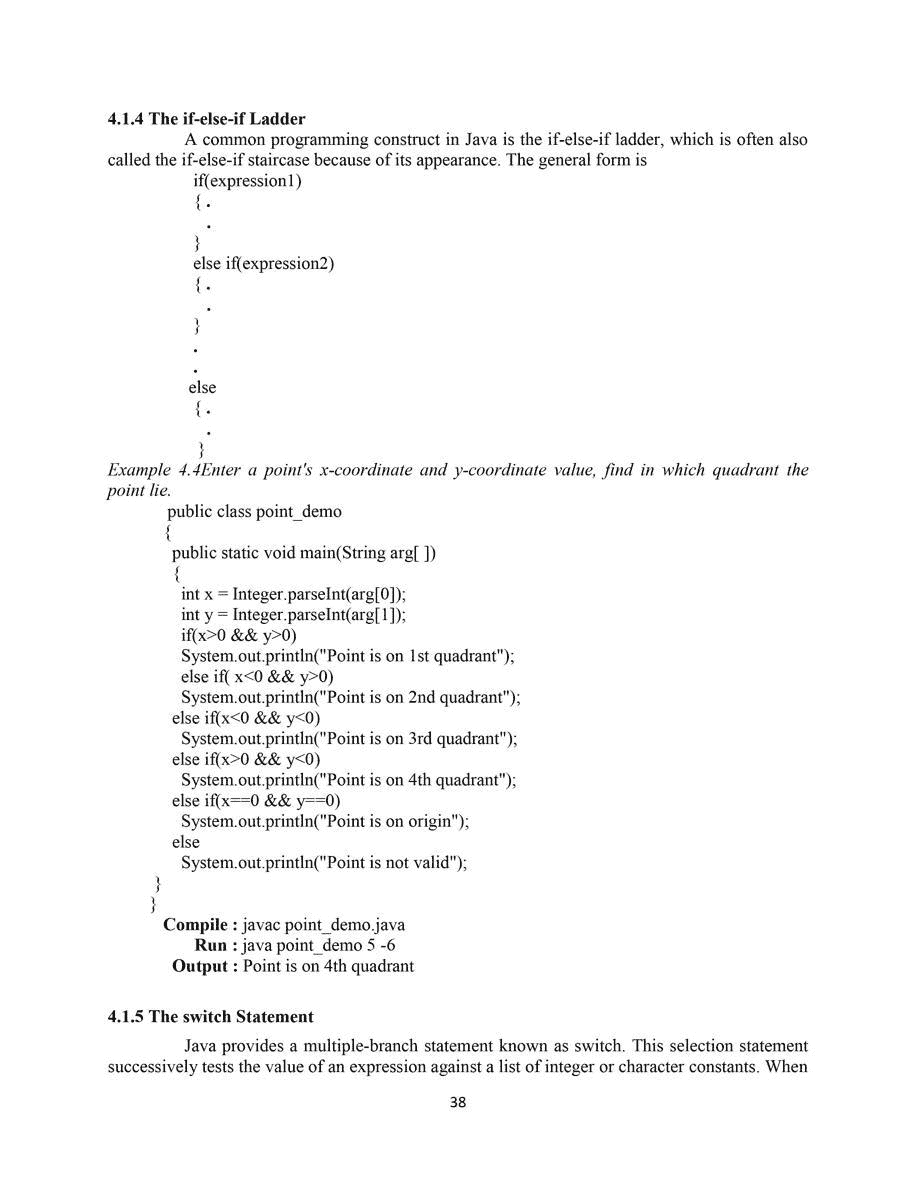 4.1.4 The if-else-if Ladder
A common programming construct in Java is the if-else-if ladder, which is often also
called the if-else-if staircase because of its appearance. The general form is
if(expression1)
{ .
.
}
else if(expression2)
{ .
.
}
.
.
else
{ .
.
}
Example 4.4Enter a point's x-coordinate and y-coordinate value, find in which quadrant the
point lie.
public class point_demo
{
public static void main(String arg[ ])
{
int x = Integer.parseInt(arg[0]);
int y = Integer.parseInt(arg[1]);
if(x>0 && y>0)
System.out.println("Point is on 1st quadrant");
else if( x<0 && y>0)
System.out.println("Point is on 2nd quadrant");
else if(x<0 && y<0)
System.out.println("Point is on 3rd quadrant");
else if(x>0 && y<0)
System.out.println("Point is on 4th quadrant");
else if(x==0 && y==0)
System.out.println("Point is on origin");
else
System.out.println("Point is not valid");
}
}
Compile : javac point_demo.java
Run : java point_demo 5 -6
Output : Point is on 4th quadrant
4.1.5 The switch Statement
Java provides a multiple-branch statement known as switch. This selection statement
successively tests the value of an expression against a list of integer or character constants. When
38